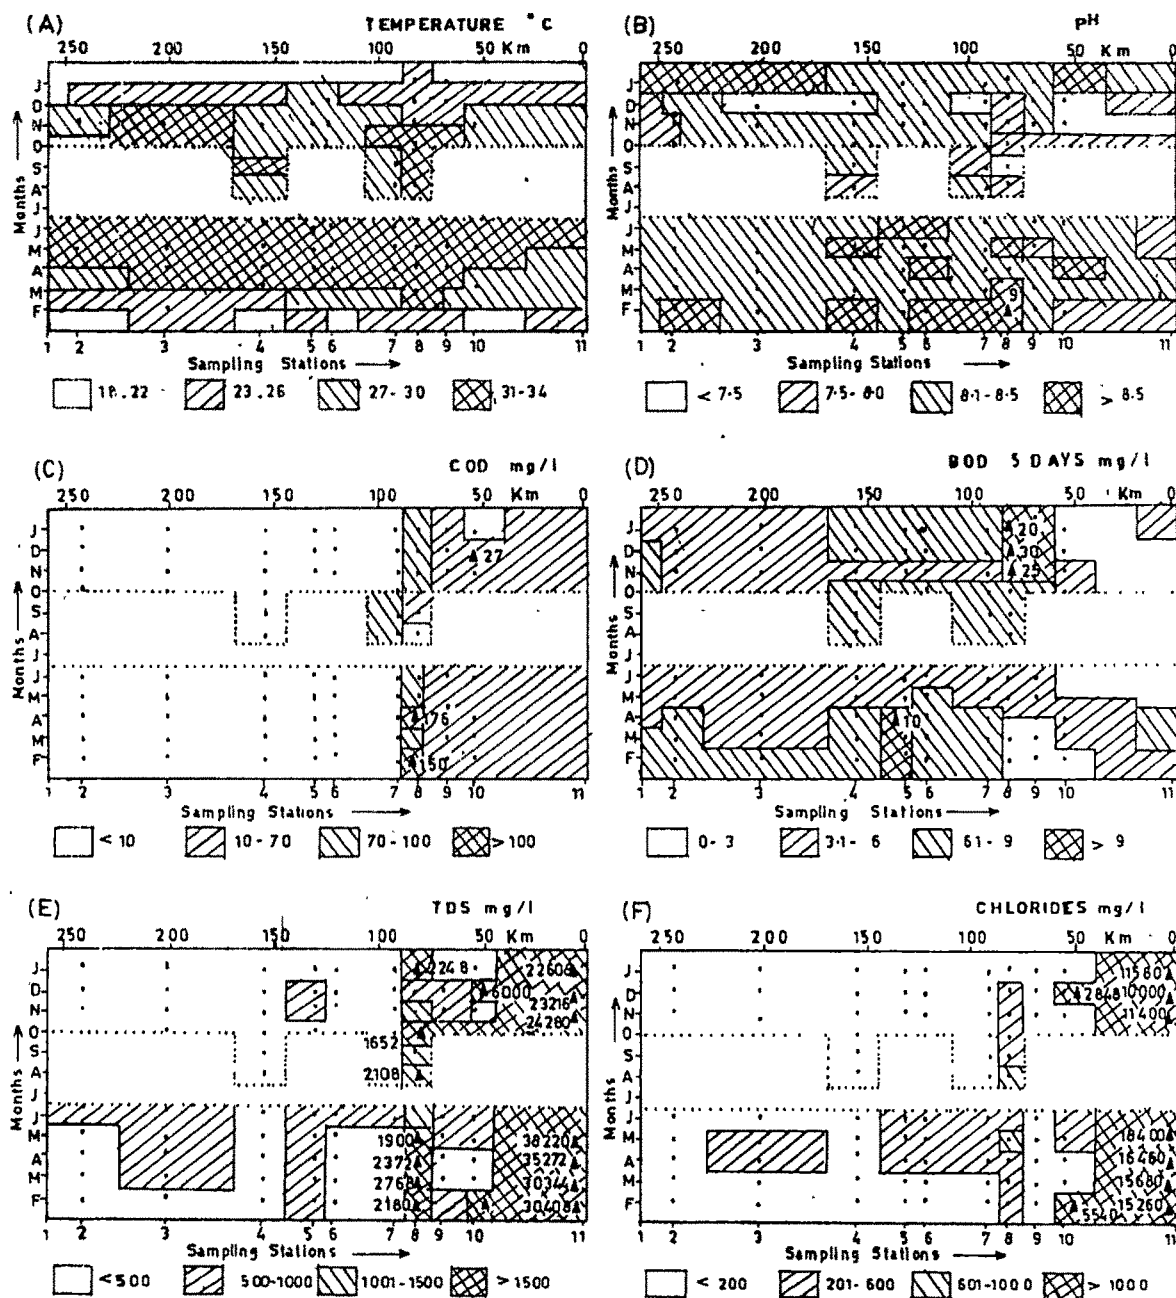 (A) TEMPERATURE °C
250 200 150 100 50 Km 0
J
D
N
O
S
A
J
J
M
A
M
F
Months
1 2 3 4 5 6 7 8 9 10 11
Sampling Stations
18.22 23.26 27-30 31-34
(B) PH
250 200 150 100 50 Km 0
J
D
N
O
S
A
J
J
M
A
M
9
F
Months
1 2 3 4 5 6 7 8 9 10 11
Sampling Stations
< 7.5 7.5-8.0 8.1-8.5 > 8.5
(C) COD mg/l
250 200 150 100 50 Km 0
J
D 27
N
O
S
A
J
J
M
A 176
M
F 150
Months
1 2 3 4 5 6 7 8 9 10 11
Sampling Stations
< 10 10-70 70-100 >100
(D) BOD 5 DAYS mg/l
250 200 150 100 50 Km 0
J 20
D 30
N 25
O
S
A
J
J
M
A 10
M
F
Months
1 2 3 4 5 6 7 8 9 10 11
Sampling Stations
0-3 3.1-6 6.1-9 > 9
(E) TDS mg/l
250 200 150 100 50 Km 0
J 2248 22606
D 6000 23216
N 24280
O 1652
S
A 2108
J
J
M 1900 38220
A 2372 35272
M 2768 30344
F 2180 30408
Months
1 2 3 4 5 6 7 8 9 10 11
Sampling Stations
<500 500-1000 1001-1500 >1500
(F) CHLORIDES mg/l
250 200 150 100 50 Km 0
J 11580
D 2848 10000
N 11400
O
S
A
J
J
M 18400
A 16460
M 15680
F 5540 15260
Months
1 2 3 4 5 6 7 8 9 10 11
Sampling Stations
< 200 201-600 601-1000 > 1000